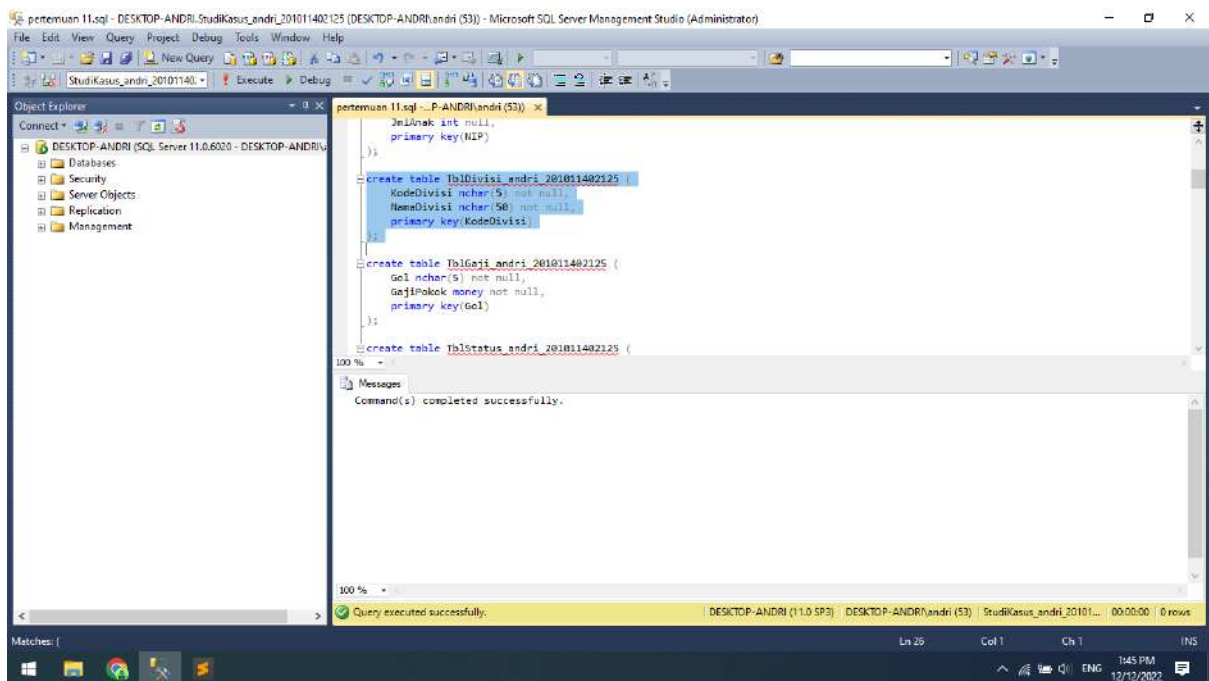 pertemuan 11.sql - DESKTOP-ANDRI.StudiKasus_andri_201011402125 (DESKTOP-ANDRI\andri (53)) - Microsoft SQL Server Management Studio (Administrator)
File Edit View Query Project Debug Tools Window Help
New Query
StudiKasus_andri_20101140 Execute Debug
Object Explorer
Connect
DESKTOP-ANDRI (SQL Server 11.0.6020 - DESKTOP-ANDRI\
Databases
Security
Server Objects
Replication
Management
pertemuan 11.sql -...P-ANDRI\andri (53))
JmlAnak int null,
primary key(NIP)
);
create table TblDivisi_andri_201011402125 (
KodeDivisi nchar(5) not null,
NamaDivisi nchar(50) not null,
primary key(KodeDivisi)
);
create table TblGaji_andri_201011402125 (
Gol nchar(5) not null,
GajiPokok money not null,
primary key(Gol)
);
create table TblStatus_andri_201011402125 (
100 %
Messages
Command(s) completed successfully.
100 %
Query executed successfully. DESKTOP-ANDRI (11.0 SP3) DESKTOP-ANDRI\andri (53) StudiKasus_andri_20101... 00:00:00 0 rows
Matches: ( Ln 26 Col 1 Ch 1 INS
ENG 1:45 PM
12/12/2022